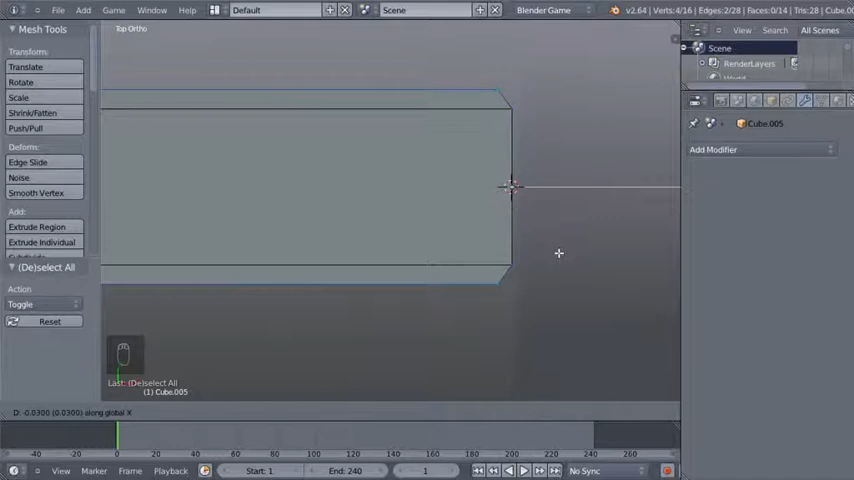 File Add Game Window Help Default Scene Blender Game v2.64 | Verts:4/16 | Edges:2/28 | Faces:0/14 | Tris:28 | Cube.00
Mesh Tools
Top Ortho
View Search All Scenes
Transform:
Scene
Translate
RenderLayers
Rotate
World
Scale
Shrink/Fatten
Push/Pull
Cube.005
Deform:
Add Modifier
Edge Slide
Noise
Smooth Vertex
Add:
Extrude Region
Extrude Individual
Subdivide
(De)select All
Action
Toggle
Reset
Last: (De)select All
(1) Cube.005
D: -0.0300 (0.0300) along global X
-40 -20 0 20 40 60 80 100 120 140 160 180 200 220 240 260
View Marker Frame Playback Start: 1 End: 240 1 No Sync